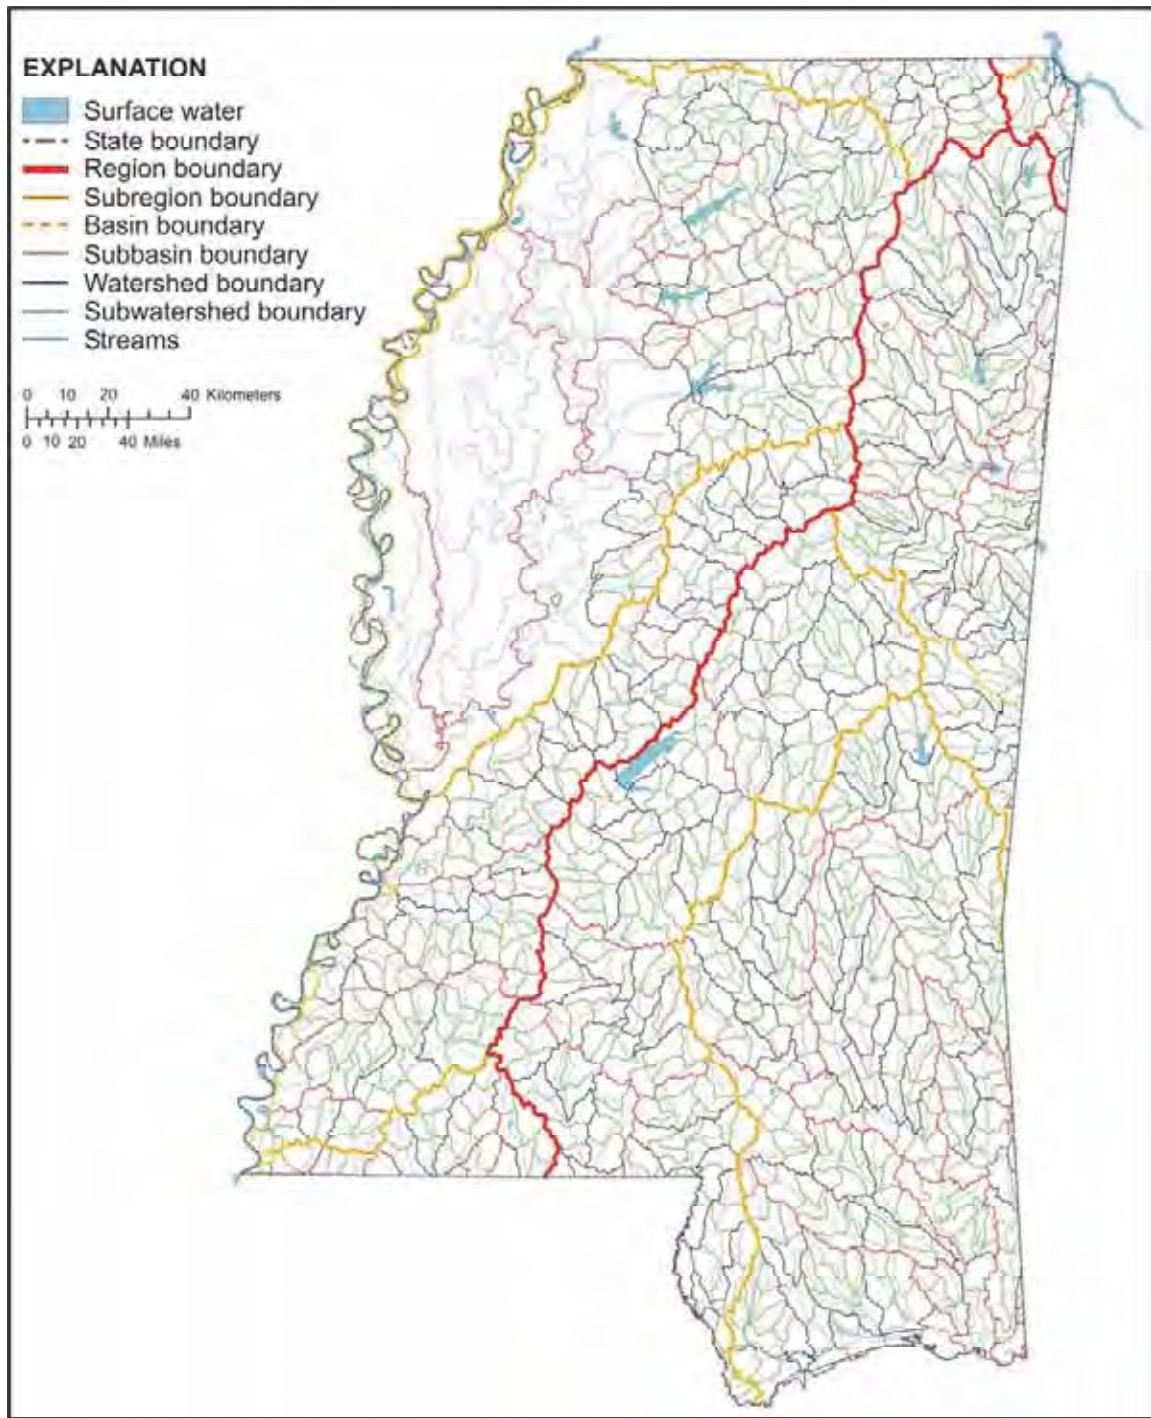 EXPLANATION
Surface water
State boundary
Region boundary
Subregion boundary
Basin boundary
Subbasin boundary
Watershed boundary
Subwatershed boundary
Streams
0 10 20 40 Kilometers
0 10 20 40 Miles